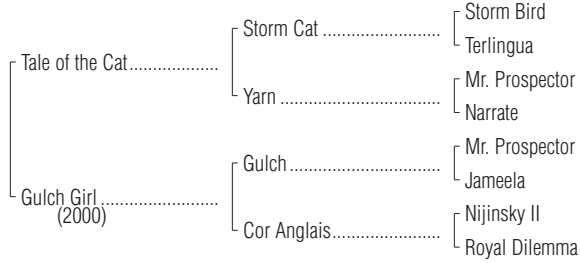 Storm Bird
Storm Cat ........................
Terlingua
Tale of the Cat..................
Mr. Prospector
Yarn .................................
Narrate
Mr. Prospector
Gulch...............................
Jameela
Gulch Girl ........................
(2000)
Nijinsky II
Cor Anglais......................
Royal Dilemma